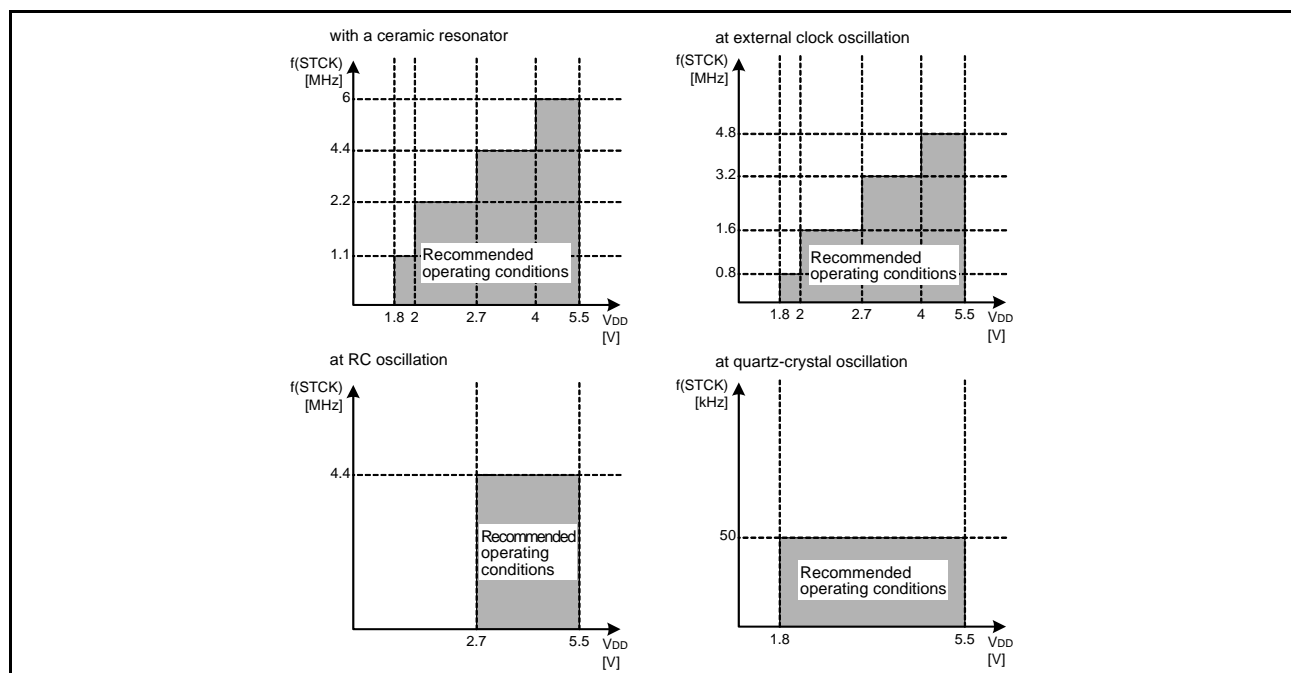 with a ceramic resonator
f(STCK)
[MHz]
6
4.4
2.2
1.1
Recommended
operating conditions
1.8 2 2.7 4 5.5 VDD
[V]
at external clock oscillation
f(STCK)
[MHz]
4.8
3.2
1.6
0.8
Recommended
operating conditions
1.8 2 2.7 4 5.5 VDD
[V]
at RC oscillation
f(STCK)
[MHz]
4.4
Recommended
operating
conditions
2.7 5.5 VDD
[V]
at quartz-crystal oscillation
f(STCK)
[kHz]
50
Recommended
operating conditions
1.8 5.5 VDD
[V]